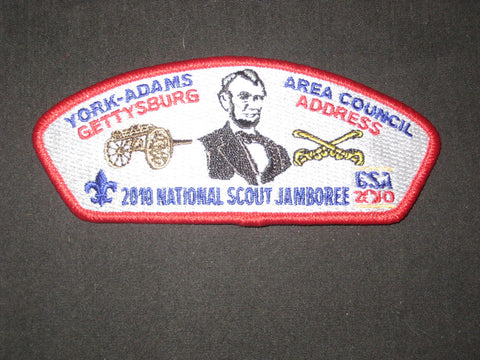 YORK-ADAMS AREA COUNCIL
GETTYSBURG ADDRESS
2010 NATIONAL SCOUT JAMBOREE
BSA
2010